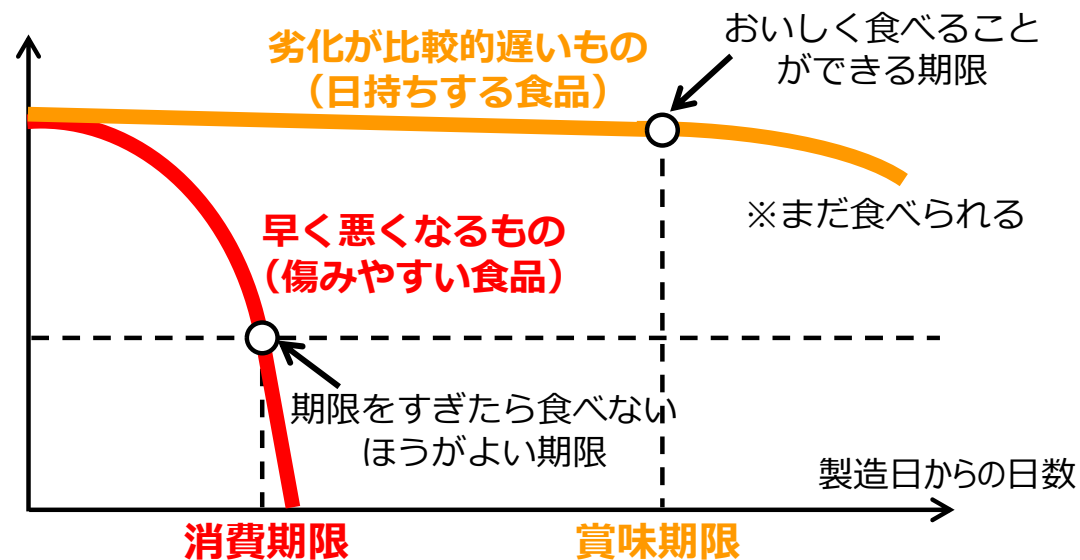 劣化が比較的遅いもの
（日持ちする食品）
おいしく食べること
ができる期限
※まだ食べられる
早く悪くなるもの
（傷みやすい食品）
期限をすぎたら食べない
ほうがよい期限
製造日からの日数
消費期限
賞味期限